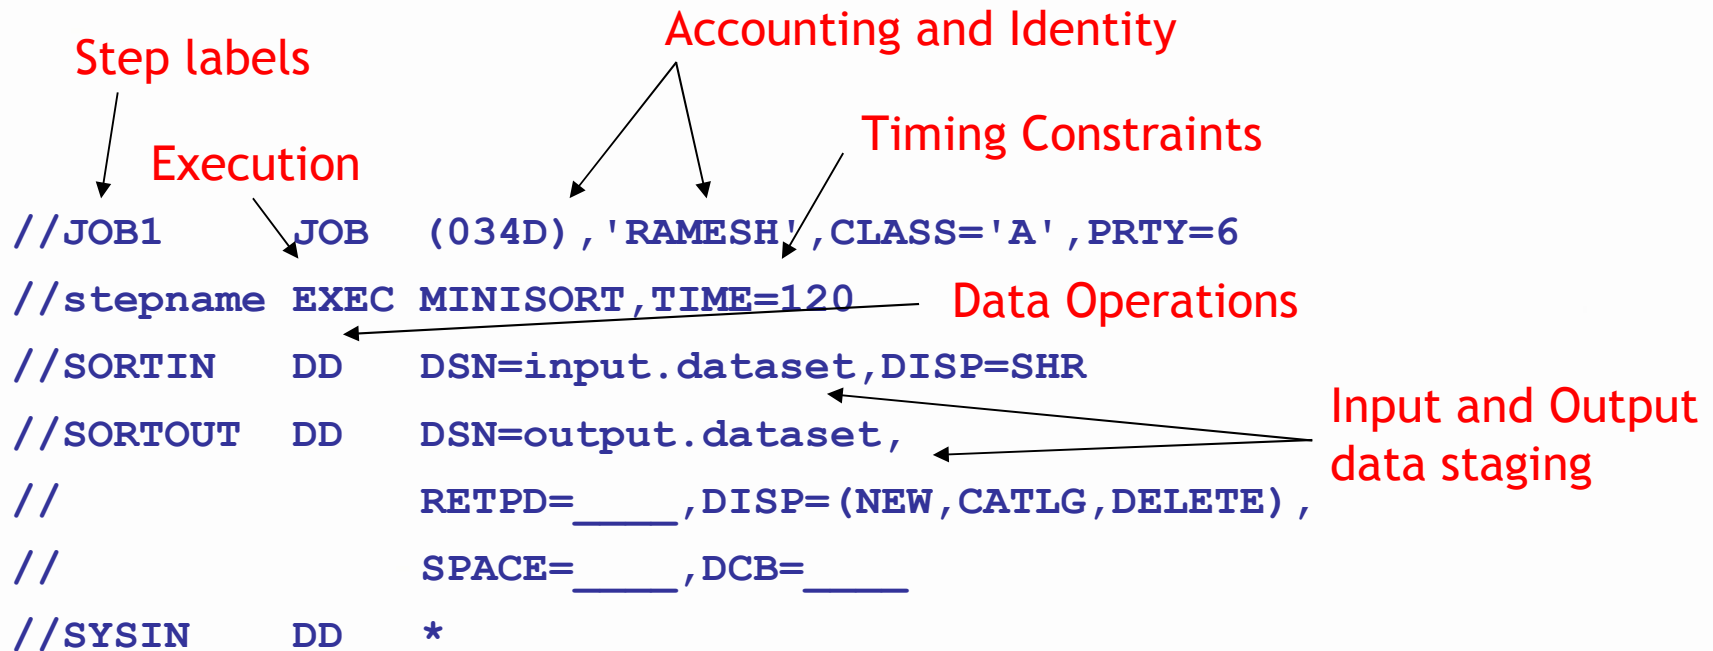 Accounting and Identity
Step labels
Timing Constraints
Execution
//JOB1 JOB (034D),'RAMESH',CLASS='A',PRTY=6
//stepname EXEC MINISORT,TIME=120
Data Operations
//SORTIN DD DSN=input.dataset,DISP=SHR
Input and Output
data staging
//SORTOUT DD DSN=output.dataset,
// RETPD=____,DISP=(NEW,CATLG,DELETE),
// SPACE=____,DCB=____
//SYSIN DD *